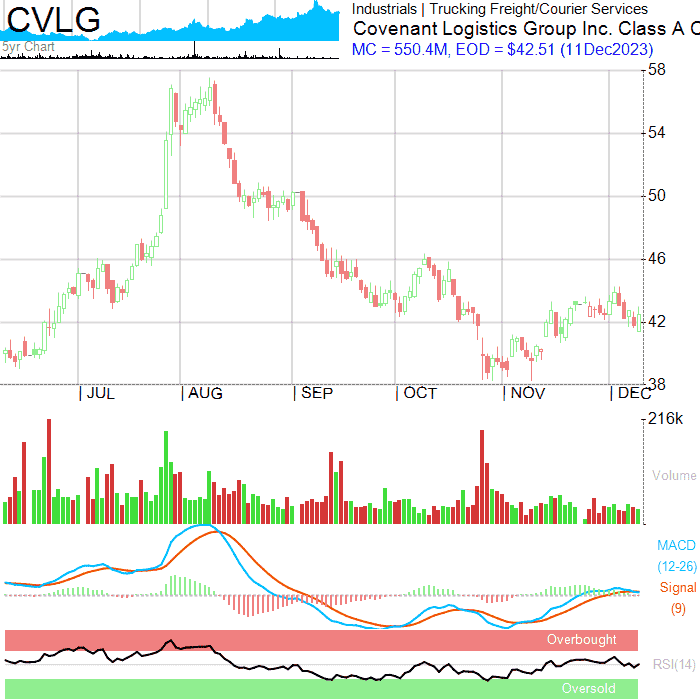 CVLG
5yr Chart
Industrials | Trucking Freight/Courier Services
Covenant Logistics Group Inc. Class A C
MC = 550.4M, EOD = $42.51 (11Dec2023)
58
54
50
46
42
38
JUL AUG SEP OCT NOV DEC
216k
Volume
MACD
(12-26)
Signal
(9)
Overbought
RSI(14)
Oversold